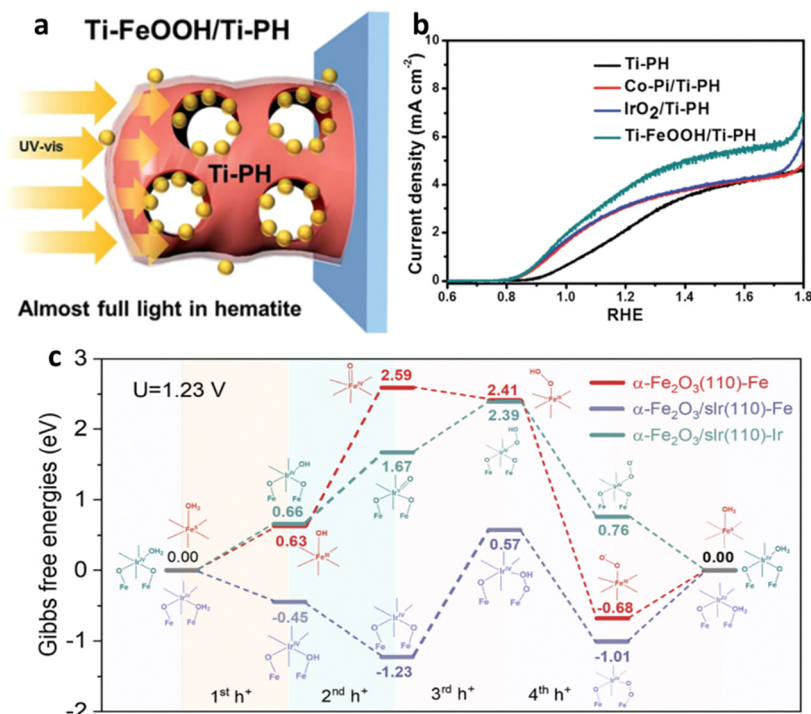 a
Ti-FeOOH/Ti-PH
UV-vis
Ti-PH
Almost full light in hematite
b
Current density (mA cm⁻²)
10
8
6
4
2
0
Ti-PH
Co-Pi/Ti-PH
IrO₂/Ti-PH
Ti-FeOOH/Ti-PH
0.6 0.8 1.0 1.2 1.4 1.6 1.8
RHE
c
Gibbs free energies (eV)
3
2
1
0
-1
-2
U=1.23 V
α-Fe₂O₃(110)-Fe
α-Fe₂O₃/sIr(110)-Fe
α-Fe₂O₃/sIr(110)-Ir
0.00
0.66
0.63
-0.45
2.59
1.67
-1.23
2.41
2.39
0.57
0.76
-0.68
-1.01
0.00
1ˢᵗ h⁺
2ⁿᵈ h⁺
3ʳᵈ h⁺
4ᵗʰ h⁺